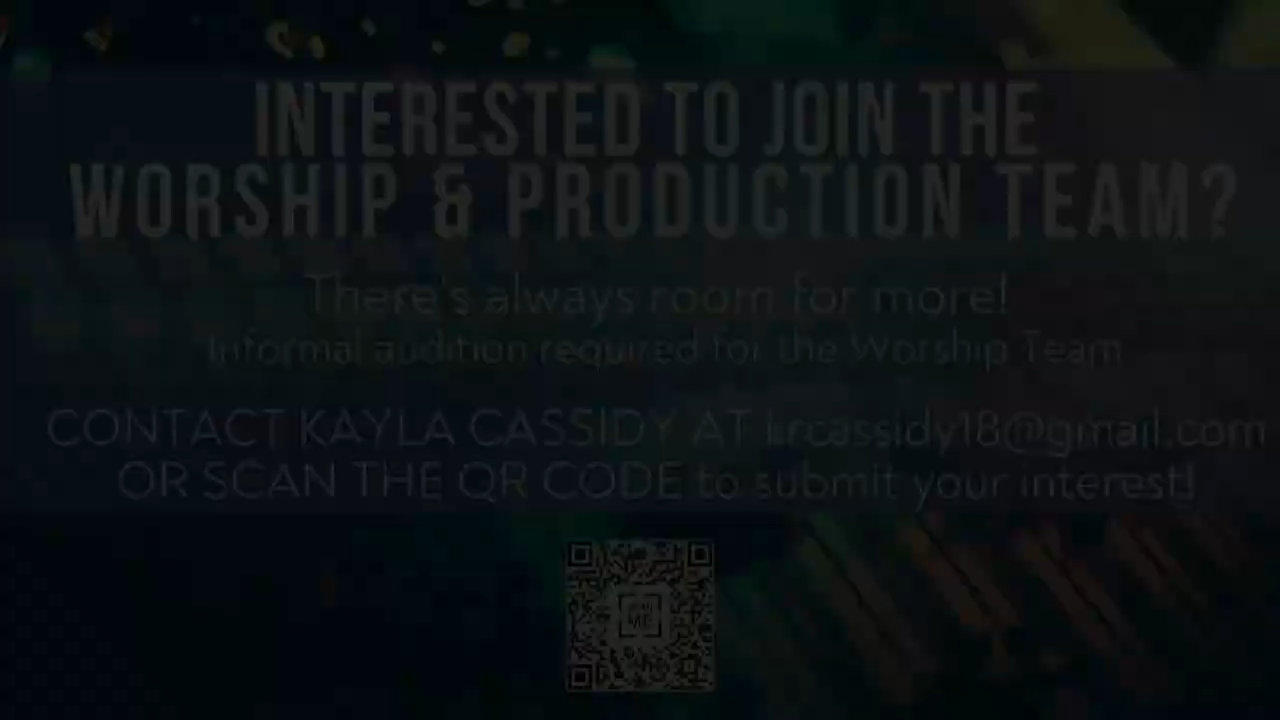 INTERESTED TO JOIN THE
WORSHIP & PRODUCTION TEAM?
There's always room for more!
Informal audition required for the Worship Team
CONTACT KAYLA CASSIDY AT krcassidy18@gmail.com
OR SCAN THE QR CODE to submit your interest!